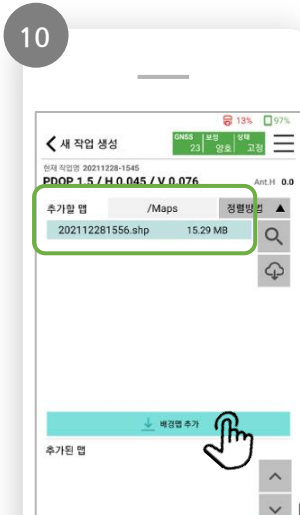 10
13% 97%
새 작업 생성
GNSS 23 보정 양호 상태 고정
현재 작업명 20211228-1545
PDOP 1.5 / H 0.045 / V 0.076 Ant.H 0.0
추가할 맵 /Maps 정렬방법 ▲
202112281556.shp 15.29 MB
배경맵 추가
추가된 맵